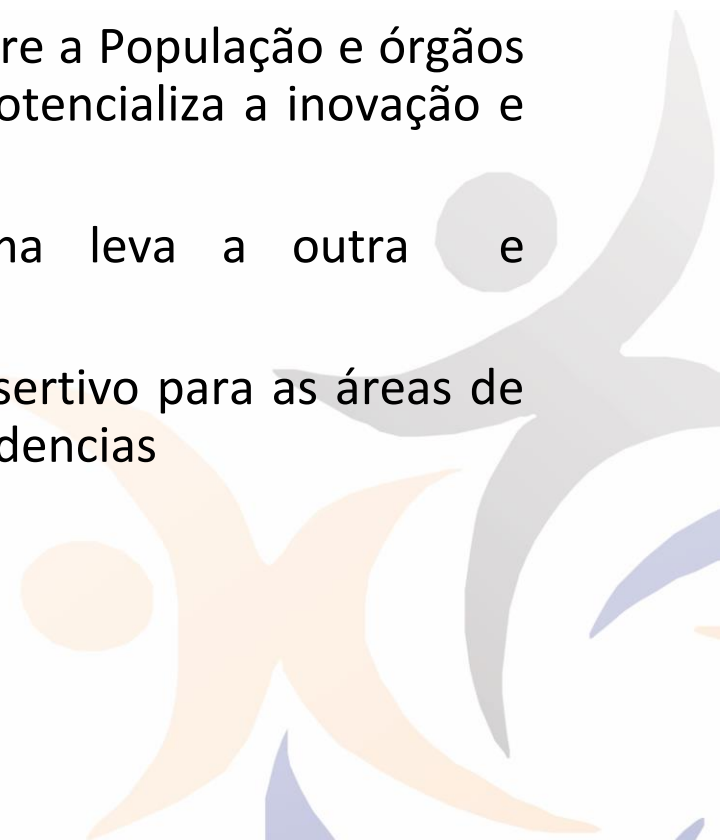 re a População e órgãos
otencializa a inovação e
na leva a outra e
sertivo para as áreas de
dencias